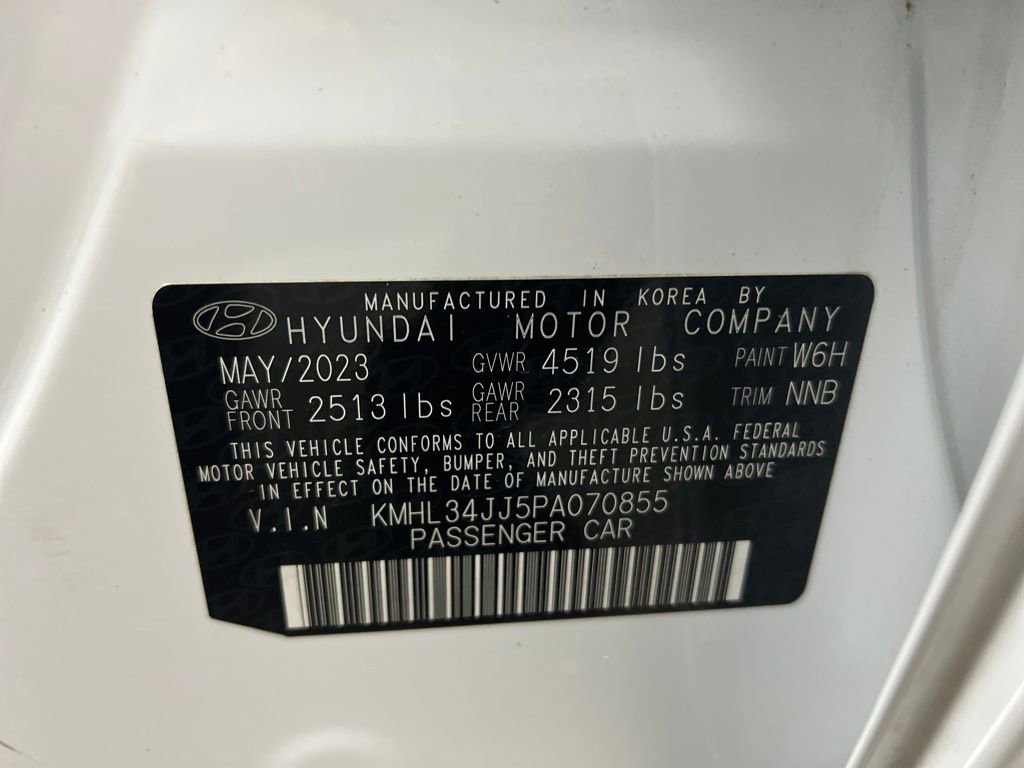 MANUFACTURED IN KOREA BY
HYUNDAI MOTOR COMPANY
MAY/2023 GVWR 4519 lbs PAINT W6H
GAWR FRONT 2513 lbs GAWR REAR 2315 lbs TRIM NNB
THIS VEHICLE CONFORMS TO ALL APPLICABLE U.S.A. FEDERAL
MOTOR VEHICLE SAFETY, BUMPER, AND THEFT PREVENTION STANDARDS
IN EFFECT ON THE DATE OF MANUFACTURE SHOWN ABOVE
V.I.N KMHL34JJ5PA070855
PASSENGER CAR